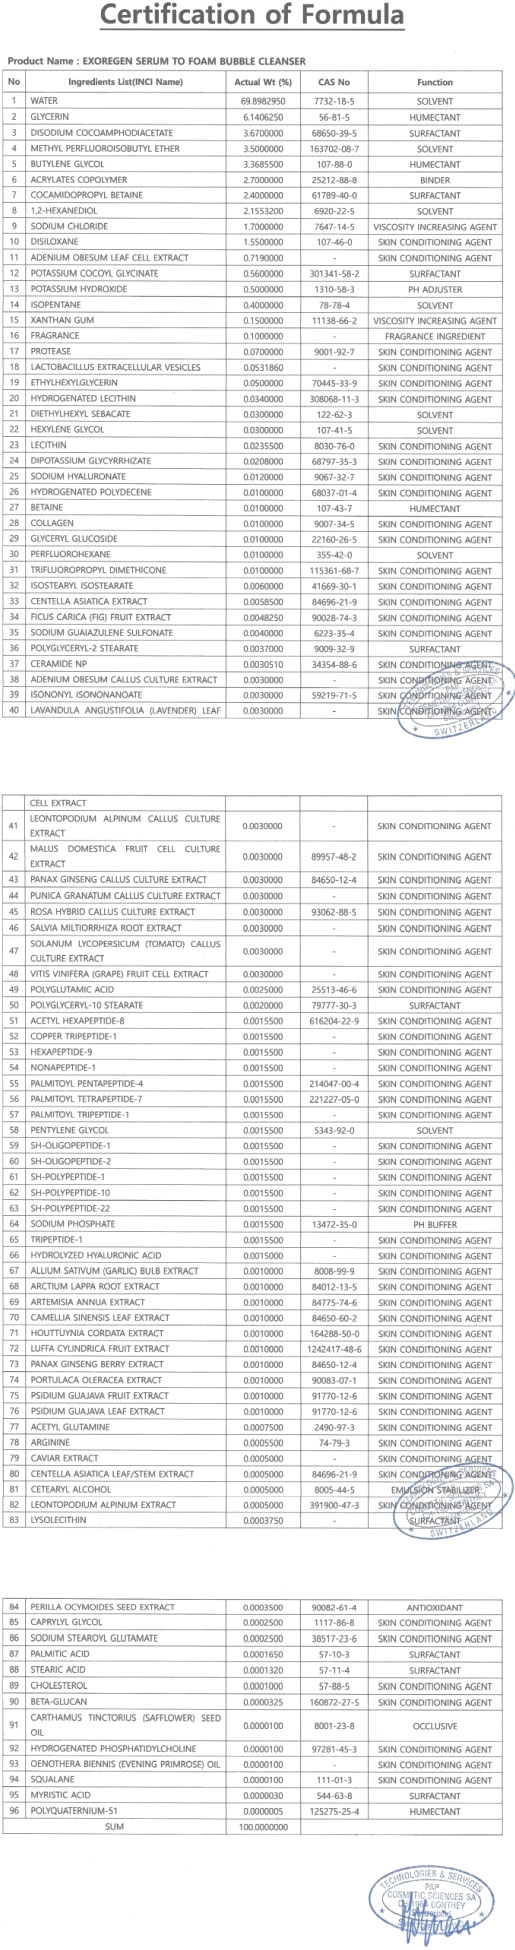 Certification of Formula
Product Name : EXOREGEN SERUM TO FOAM BUBBLE CLEANSER
No Ingredients List(INCI Name) Actual Wt (%) CAS No Function
1 WATER 69.8982950 7732-18-5 SOLVENT
2 GLYCERIN 6.1406250 56-81-5 HUMECTANT
3 DISODIUM COCOAMPHODIACETATE 3.6700000 68650-39-5 SURFACTANT
4 METHYL PERFLUOROISOBUTYL ETHER 3.5000000 163702-08-7 SOLVENT
5 BUTYLENE GLYCOL 3.3685500 107-88-0 HUMECTANT
6 ACRYLATES COPOLYMER 2.7000000 25212-88-8 BINDER
7 COCAMIDOPROPYL BETAINE 2.4000000 61789-40-0 SURFACTANT
8 1,2-HEXANEDIOL 2.1553200 6920-22-5 SOLVENT
9 SODIUM CHLORIDE 1.7000000 7647-14-5 VISCOSITY INCREASING AGENT
10 DISILOXANE 1.5500000 107-46-0 SKIN CONDITIONING AGENT
11 ADENIUM OBESUM LEAF CELL EXTRACT 0.7190000 - SKIN CONDITIONING AGENT
12 POTASSIUM COCOYL GLYCINATE 0.5600000 301341-58-2 SURFACTANT
13 POTASSIUM HYDROXIDE 0.5000000 1310-58-3 PH ADJUSTER
14 ISOPENTANE 0.4000000 78-78-4 SOLVENT
15 XANTHAN GUM 0.1500000 11138-66-2 VISCOSITY INCREASING AGENT
16 FRAGRANCE 0.1000000 - FRAGRANCE INGREDIENT
17 PROTEASE 0.0700000 9001-92-7 SKIN CONDITIONING AGENT
18 LACTOBACILLUS EXTRACELLULAR VESICLES 0.0531860 - SKIN CONDITIONING AGENT
19 ETHYLHEXYLGLYCERIN 0.0500000 70445-33-9 SKIN CONDITIONING AGENT
20 HYDROGENATED LECITHIN 0.0340000 308068-11-3 SKIN CONDITIONING AGENT
21 DIETHYLHEXYL SEBACATE 0.0300000 122-62-3 SOLVENT
22 HEXYLENE GLYCOL 0.0300000 107-41-5 SOLVENT
23 LECITHIN 0.0235500 8030-76-0 SKIN CONDITIONING AGENT
24 DIPOTASSIUM GLYCYRRHIZATE 0.0208000 68797-35-3 SKIN CONDITIONING AGENT
25 SODIUM HYALURONATE 0.0120000 9067-32-7 SKIN CONDITIONING AGENT
26 HYDROGENATED POLYDECENE 0.0100000 68037-01-4 SKIN CONDITIONING AGENT
27 BETAINE 0.0100000 107-43-7 HUMECTANT
28 COLLAGEN 0.0100000 9007-34-5 SKIN CONDITIONING AGENT
29 GLYCERYL GLUCOSIDE 0.0100000 22160-26-5 SKIN CONDITIONING AGENT
30 PERFLUOROHEXANE 0.0100000 355-42-0 SOLVENT
31 TRIFLUOROPROPYL DIMETHICONE 0.0100000 115361-68-7 SKIN CONDITIONING AGENT
32 ISOSTEARYL ISOSTEARATE 0.0060000 41669-30-1 SKIN CONDITIONING AGENT
33 CENTELLA ASIATICA EXTRACT 0.0058500 84696-21-9 SKIN CONDITIONING AGENT
34 FICUS CARICA (FIG) FRUIT EXTRACT 0.0048250 90028-74-3 SKIN CONDITIONING AGENT
35 SODIUM GUAIAZULENE SULFONATE 0.0040000 6223-35-4 SKIN CONDITIONING AGENT
36 POLYGLYCERYL-2 STEARATE 0.0037000 9009-32-9 SURFACTANT
37 CERAMIDE NP 0.0030510 34354-88-6 SKIN CONDITIONING AGENT
38 ADENIUM OBESUM CALLUS CULTURE EXTRACT 0.0030000 - SKIN CONDITIONING AGENT
39 ISONONYL ISONONANOATE 0.0030000 59219-71-5 SKIN CONDITIONING AGENT
40 LAVANDULA ANGUSTIFOLIA (LAVENDER) LEAF 0.0030000 - SKIN CONDITIONING AGENT
SWITZERLAND
CELL EXTRACT
41 LEONTOPODIUM ALPINUM CALLUS CULTURE
EXTRACT 0.0030000 - SKIN CONDITIONING AGENT
42 MALUS DOMESTICA FRUIT CELL CULTURE
EXTRACT 0.0030000 89957-48-2 SKIN CONDITIONING AGENT
43 PANAX GINSENG CALLUS CULTURE EXTRACT 0.0030000 84650-12-4 SKIN CONDITIONING AGENT
44 PUNICA GRANATUM CALLUS CULTURE EXTRACT 0.0030000 - SKIN CONDITIONING AGENT
45 ROSA HYBRID CALLUS CULTURE EXTRACT 0.0030000 93062-88-5 SKIN CONDITIONING AGENT
46 SALVIA MILTIORRHIZA ROOT EXTRACT 0.0030000 - SKIN CONDITIONING AGENT
47 SOLANUM LYCOPERSICUM (TOMATO) CALLUS
CULTURE EXTRACT 0.0030000 - SKIN CONDITIONING AGENT
48 VITIS VINIFERA (GRAPE) FRUIT CELL EXTRACT 0.0030000 - SKIN CONDITIONING AGENT
49 POLYGLUTAMIC ACID 0.0025000 25513-46-6 SKIN CONDITIONING AGENT
50 POLYGLYCERYL-10 STEARATE 0.0020000 79777-30-3 SURFACTANT
51 ACETYL HEXAPEPTIDE-8 0.0015500 616204-22-9 SKIN CONDITIONING AGENT
52 COPPER TRIPEPTIDE-1 0.0015500 - SKIN CONDITIONING AGENT
53 HEXAPEPTIDE-9 0.0015500 - SKIN CONDITIONING AGENT
54 NONAPEPTIDE-1 0.0015500 - SKIN CONDITIONING AGENT
55 PALMITOYL PENTAPEPTIDE-4 0.0015500 214047-00-4 SKIN CONDITIONING AGENT
56 PALMITOYL TETRAPEPTIDE-7 0.0015500 221227-05-0 SKIN CONDITIONING AGENT
57 PALMITOYL TRIPEPTIDE-1 0.0015500 - SKIN CONDITIONING AGENT
58 PENTYLENE GLYCOL 0.0015500 5343-92-0 SOLVENT
59 SH-OLIGOPEPTIDE-1 0.0015500 - SKIN CONDITIONING AGENT
60 SH-OLIGOPEPTIDE-2 0.0015500 - SKIN CONDITIONING AGENT
61 SH-POLYPEPTIDE-1 0.0015500 - SKIN CONDITIONING AGENT
62 SH-POLYPEPTIDE-10 0.0015500 - SKIN CONDITIONING AGENT
63 SH-POLYPEPTIDE-22 0.0015500 - SKIN CONDITIONING AGENT
64 SODIUM PHOSPHATE 0.0015500 13472-35-0 PH BUFFER
65 TRIPEPTIDE-1 0.0015500 - SKIN CONDITIONING AGENT
66 HYDROLYZED HYALURONIC ACID 0.0015000 - SKIN CONDITIONING AGENT
67 ALLIUM SATIVUM (GARLIC) BULB EXTRACT 0.0010000 8008-99-9 SKIN CONDITIONING AGENT
68 ARCTIUM LAPPA ROOT EXTRACT 0.0010000 84012-13-5 SKIN CONDITIONING AGENT
69 ARTEMISIA ANNUA EXTRACT 0.0010000 84775-74-6 SKIN CONDITIONING AGENT
70 CAMELLIA SINENSIS LEAF EXTRACT 0.0010000 84650-60-2 SKIN CONDITIONING AGENT
71 HOUTTUYNIA CORDATA EXTRACT 0.0010000 164288-50-0 SKIN CONDITIONING AGENT
72 LUFFA CYLINDRICA FRUIT EXTRACT 0.0010000 1242417-48-6 SKIN CONDITIONING AGENT
73 PANAX GINSENG BERRY EXTRACT 0.0010000 84650-12-4 SKIN CONDITIONING AGENT
74 PORTULACA OLERACEA EXTRACT 0.0010000 90083-07-1 SKIN CONDITIONING AGENT
75 PSIDIUM GUAJAVA FRUIT EXTRACT 0.0010000 91770-12-6 SKIN CONDITIONING AGENT
76 PSIDIUM GUAJAVA LEAF EXTRACT 0.0010000 91770-12-6 SKIN CONDITIONING AGENT
77 ACETYL GLUTAMINE 0.0007500 2490-97-3 SKIN CONDITIONING AGENT
78 ARGININE 0.0005500 74-79-3 SKIN CONDITIONING AGENT
79 CAVIAR EXTRACT 0.0005000 - SKIN CONDITIONING AGENT
80 CENTELLA ASIATICA LEAF/STEM EXTRACT 0.0005000 84696-21-9 SKIN CONDITIONING AGENT
81 CETEARYL ALCOHOL 0.0005000 8005-44-5 EMULSION STABILIZER
82 LEONTOPODIUM ALPINUM EXTRACT 0.0005000 391900-47-3 SKIN CONDITIONING AGENT
83 LYSOLECITHIN 0.0003750 - SURFACTANT
SWITZERLAND
84 PERILLA OCYMOIDES SEED EXTRACT 0.0003500 90082-61-4 ANTIOXIDANT
85 CAPRYLYL GLYCOL 0.0002500 1117-86-8 SKIN CONDITIONING AGENT
86 SODIUM STEAROYL GLUTAMATE 0.0002500 38517-23-6 SKIN CONDITIONING AGENT
87 PALMITIC ACID 0.0001650 57-10-3 SURFACTANT
88 STEARIC ACID 0.0001320 57-11-4 SURFACTANT
89 CHOLESTEROL 0.0001000 57-88-5 SKIN CONDITIONING AGENT
90 BETA-GLUCAN 0.0000325 160872-27-5 SKIN CONDITIONING AGENT
91 CARTHAMUS TINCTORIUS (SAFFLOWER) SEED
OIL 0.0000100 8001-23-8 OCCLUSIVE
92 HYDROGENATED PHOSPHATIDYLCHOLINE 0.0000100 97281-45-3 SKIN CONDITIONING AGENT
93 OENOTHERA BIENNIS (EVENING PRIMROSE) OIL 0.0000100 - SKIN CONDITIONING AGENT
94 SQUALANE 0.0000100 111-01-3 SKIN CONDITIONING AGENT
95 MYRISTIC ACID 0.0000030 544-63-8 SURFACTANT
96 POLYQUATERNIUM-51 0.0000005 125275-25-4 HUMECTANT
SUM 100.0000000
TECHNOLOGIES & SERVICES
PAP
COSMETIC SCIENCES SA
CONTHEY